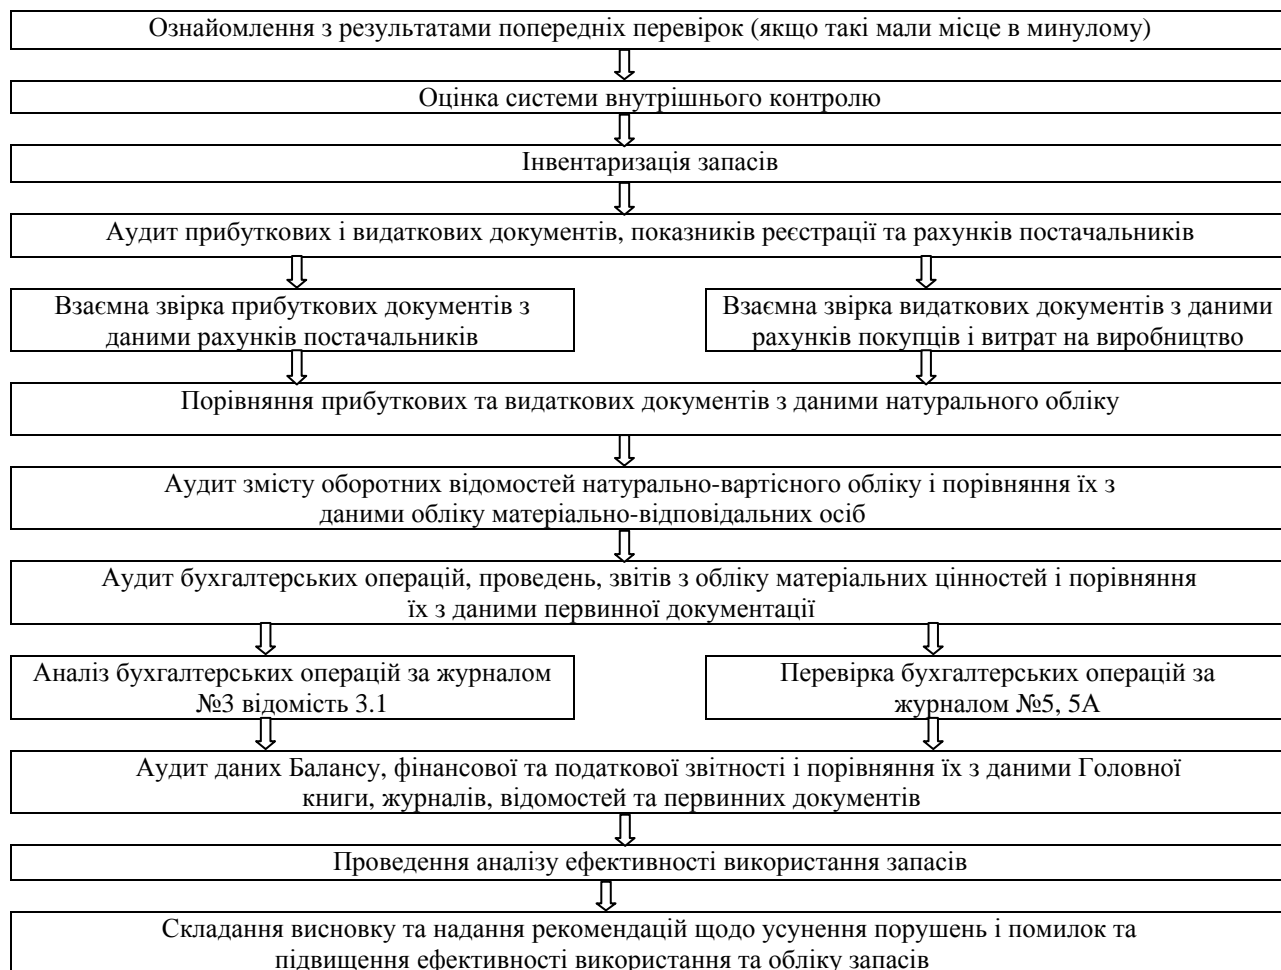 Ознайомлення з результатами попередніх перевірок (якщо такі мали місце в минулому)
Оцінка системи внутрішнього контролю
Інвентаризація запасів
Аудит прибуткових і видаткових документів, показників реєстрації та рахунків постачальників
Взаємна звірка прибуткових документів з
даними рахунків постачальників
Взаємна звірка видаткових документів з даними
рахунків покупців і витрат на виробництво
Порівняння прибуткових та видаткових документів з даними натурального обліку
Аудит змісту оборотних відомостей натурально-вартісного обліку і порівняння їх з
даними обліку матеріально-відповідальних осіб
Аудит бухгалтерських операцій, проведень, звітів з обліку матеріальних цінностей і порівняння
їх з даними первинної документації
Аналіз бухгалтерських операцій за журналом
№3 відомість 3.1
Перевірка бухгалтерських операцій за
журналом №5, 5А
Аудит даних Балансу, фінансової та податкової звітності і порівняння їх з даними Головної
книги, журналів, відомостей та первинних документів
Проведення аналізу ефективності використання запасів
Складання висновку та надання рекомендацій щодо усунення порушень і помилок та
підвищення ефективності використання та обліку запасів